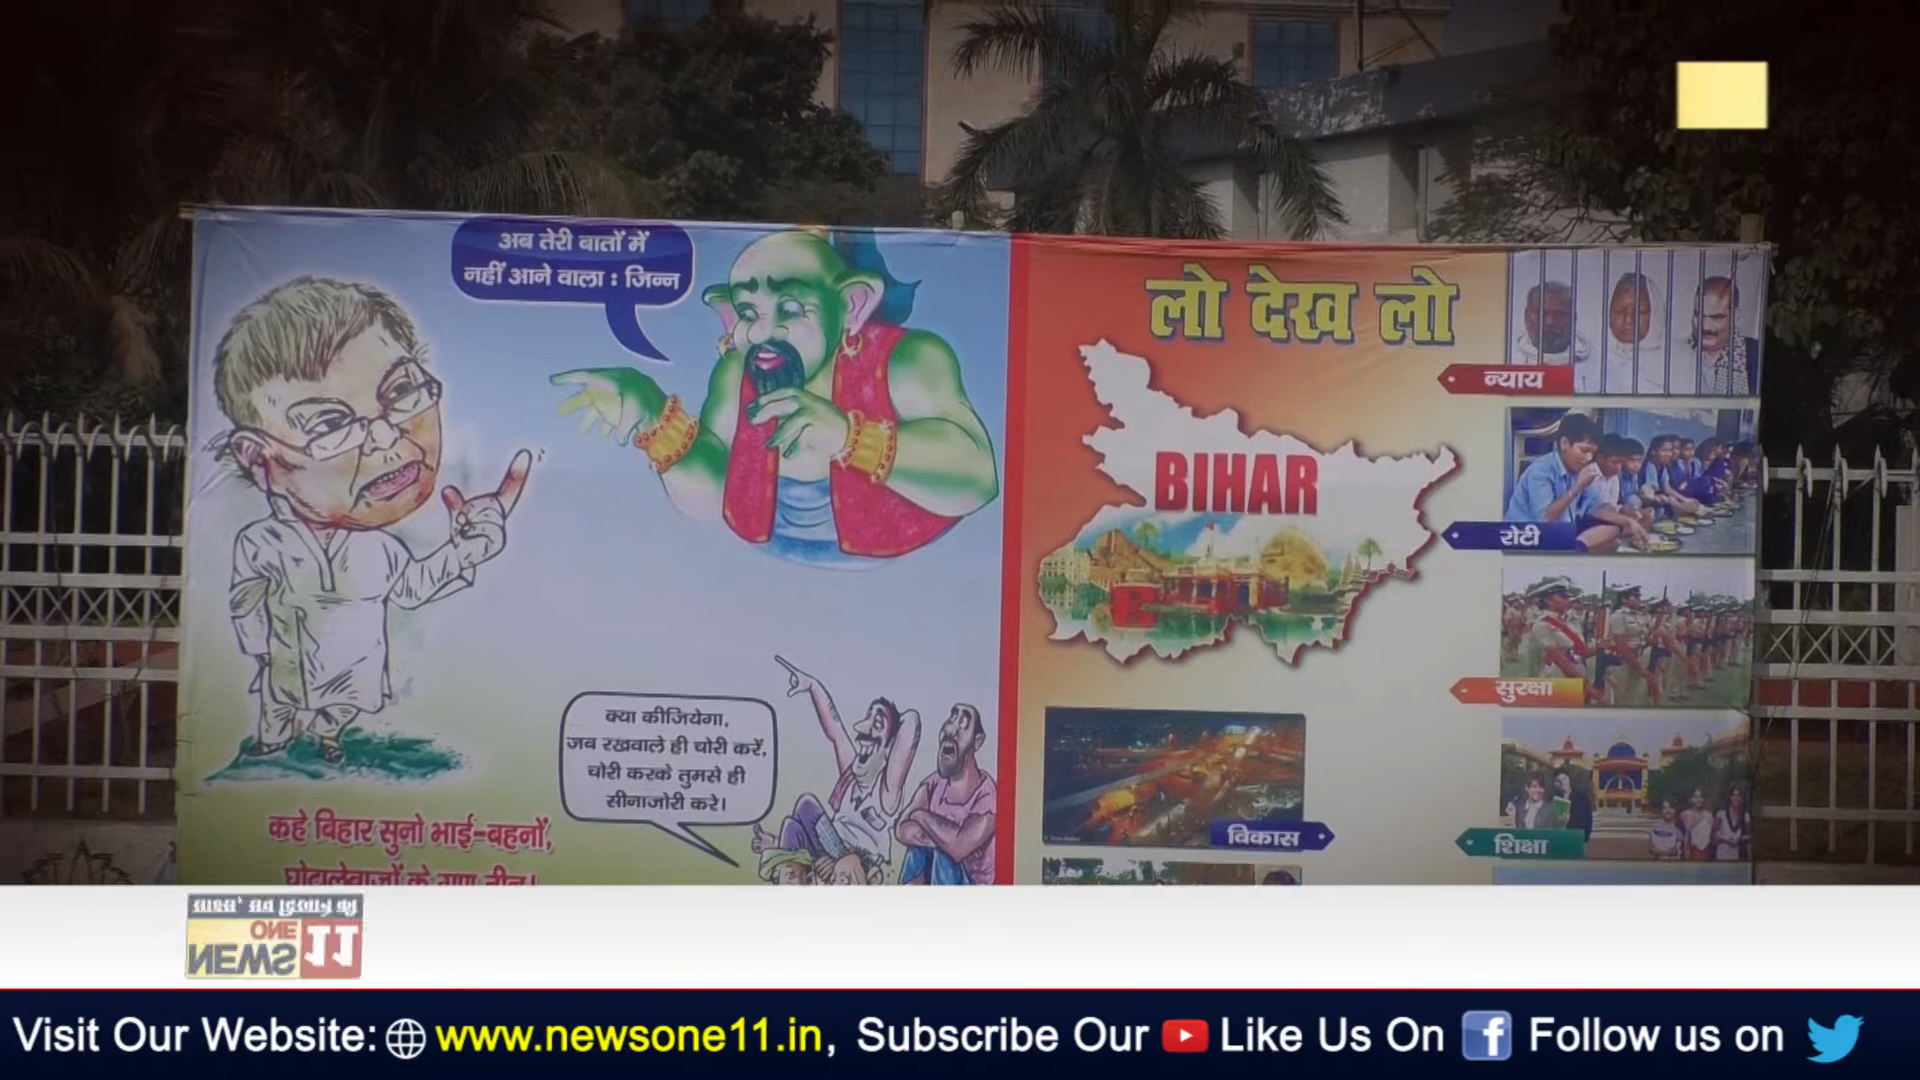 अब तेरी बातों में
नहीं आने वाला : जिन्न
लो देख लो
न्याय
BIHAR
रोटी
सुरक्षा
क्या कीजियेगा,
जब रखवाले ही चोरी करें,
चोरी करके तुमसे ही
सीनाजोरी करे।
विकास
शिक्षा
कहे बिहार सुनो भाई-बहनों,
घोटालेबाजों के गुण तीन।
ONE
NEWS 11
Visit Our Website: www.newsone11.in, Subscribe Our Like Us On Follow us on